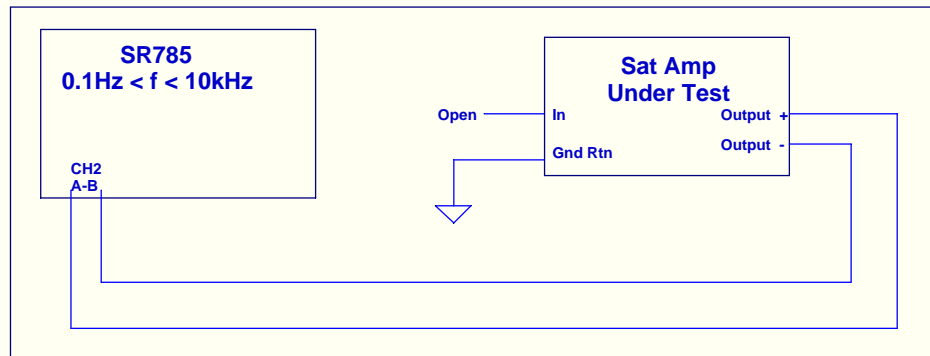 SR785
0.1Hz < f < 10kHz
CH2
A-B
Sat Amp
Under Test
Open
In
Output +
Gnd Rtn
Output -